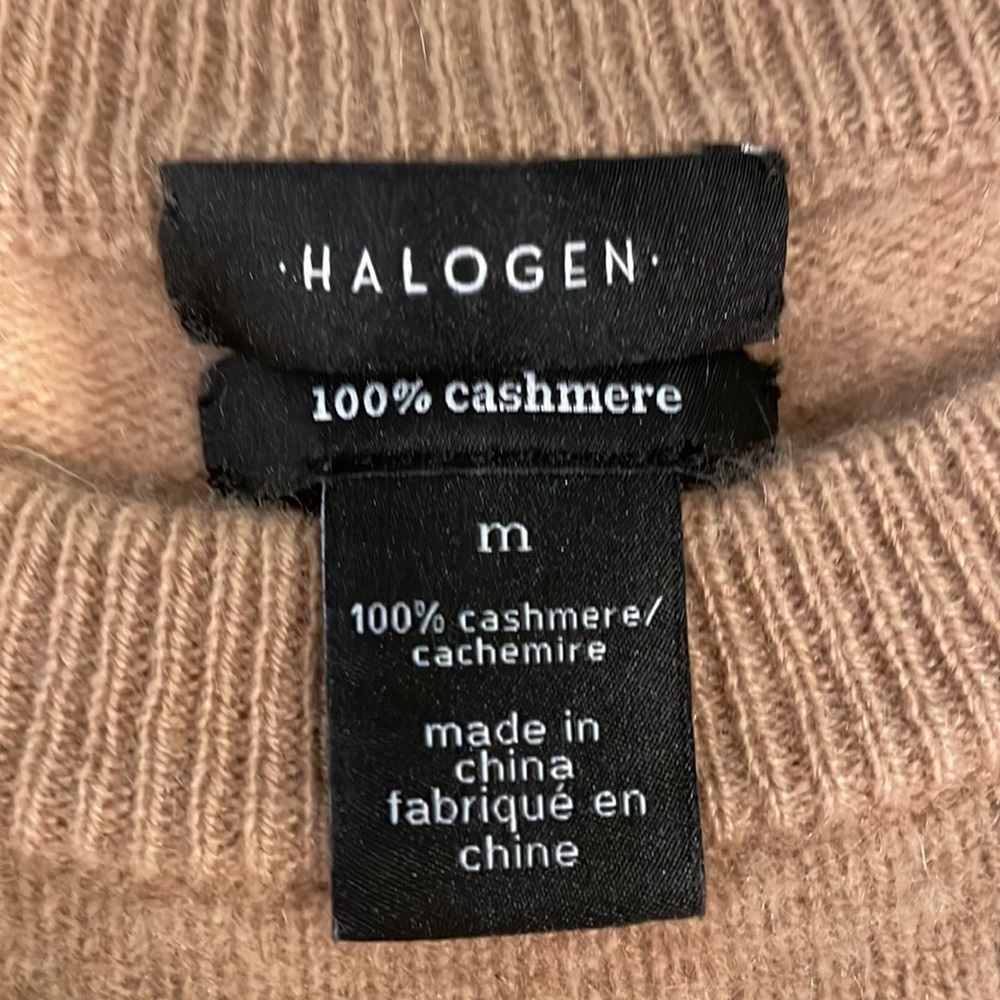 ·HALOGEN·
100% cashmere
m
100% cashmere/
cachemire
made in
china
fabriqué en
chine